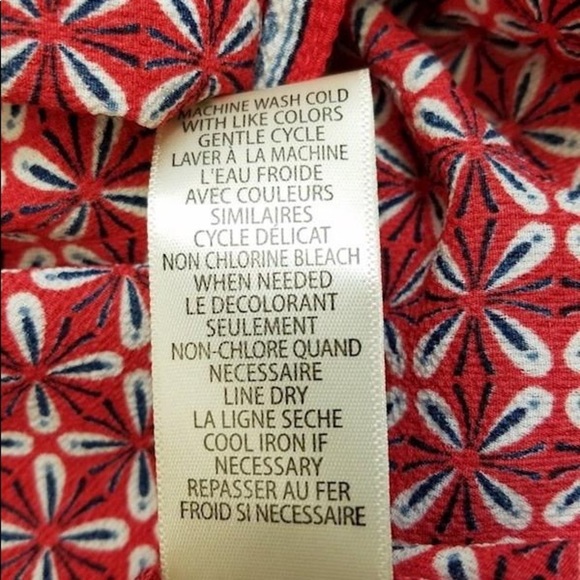 MACHINE WASH COLD
WITH LIKE COLORS
GENTLE CYCLE
LAVER À LA MACHINE
L'EAU FROIDE
AVEC COULEURS
SIMILAIRES
CYCLE DÉLICAT
NON CHLORINE BLEACH
WHEN NEEDED
LE DECOLORANT
SEULEMENT
NON-CHLORE QUAND
NECESSAIRE
LINE DRY
LA LIGNE SECHE
COOL IRON IF
NECESSARY
REPASSER AU FER
FROID SI NECESSAIRE